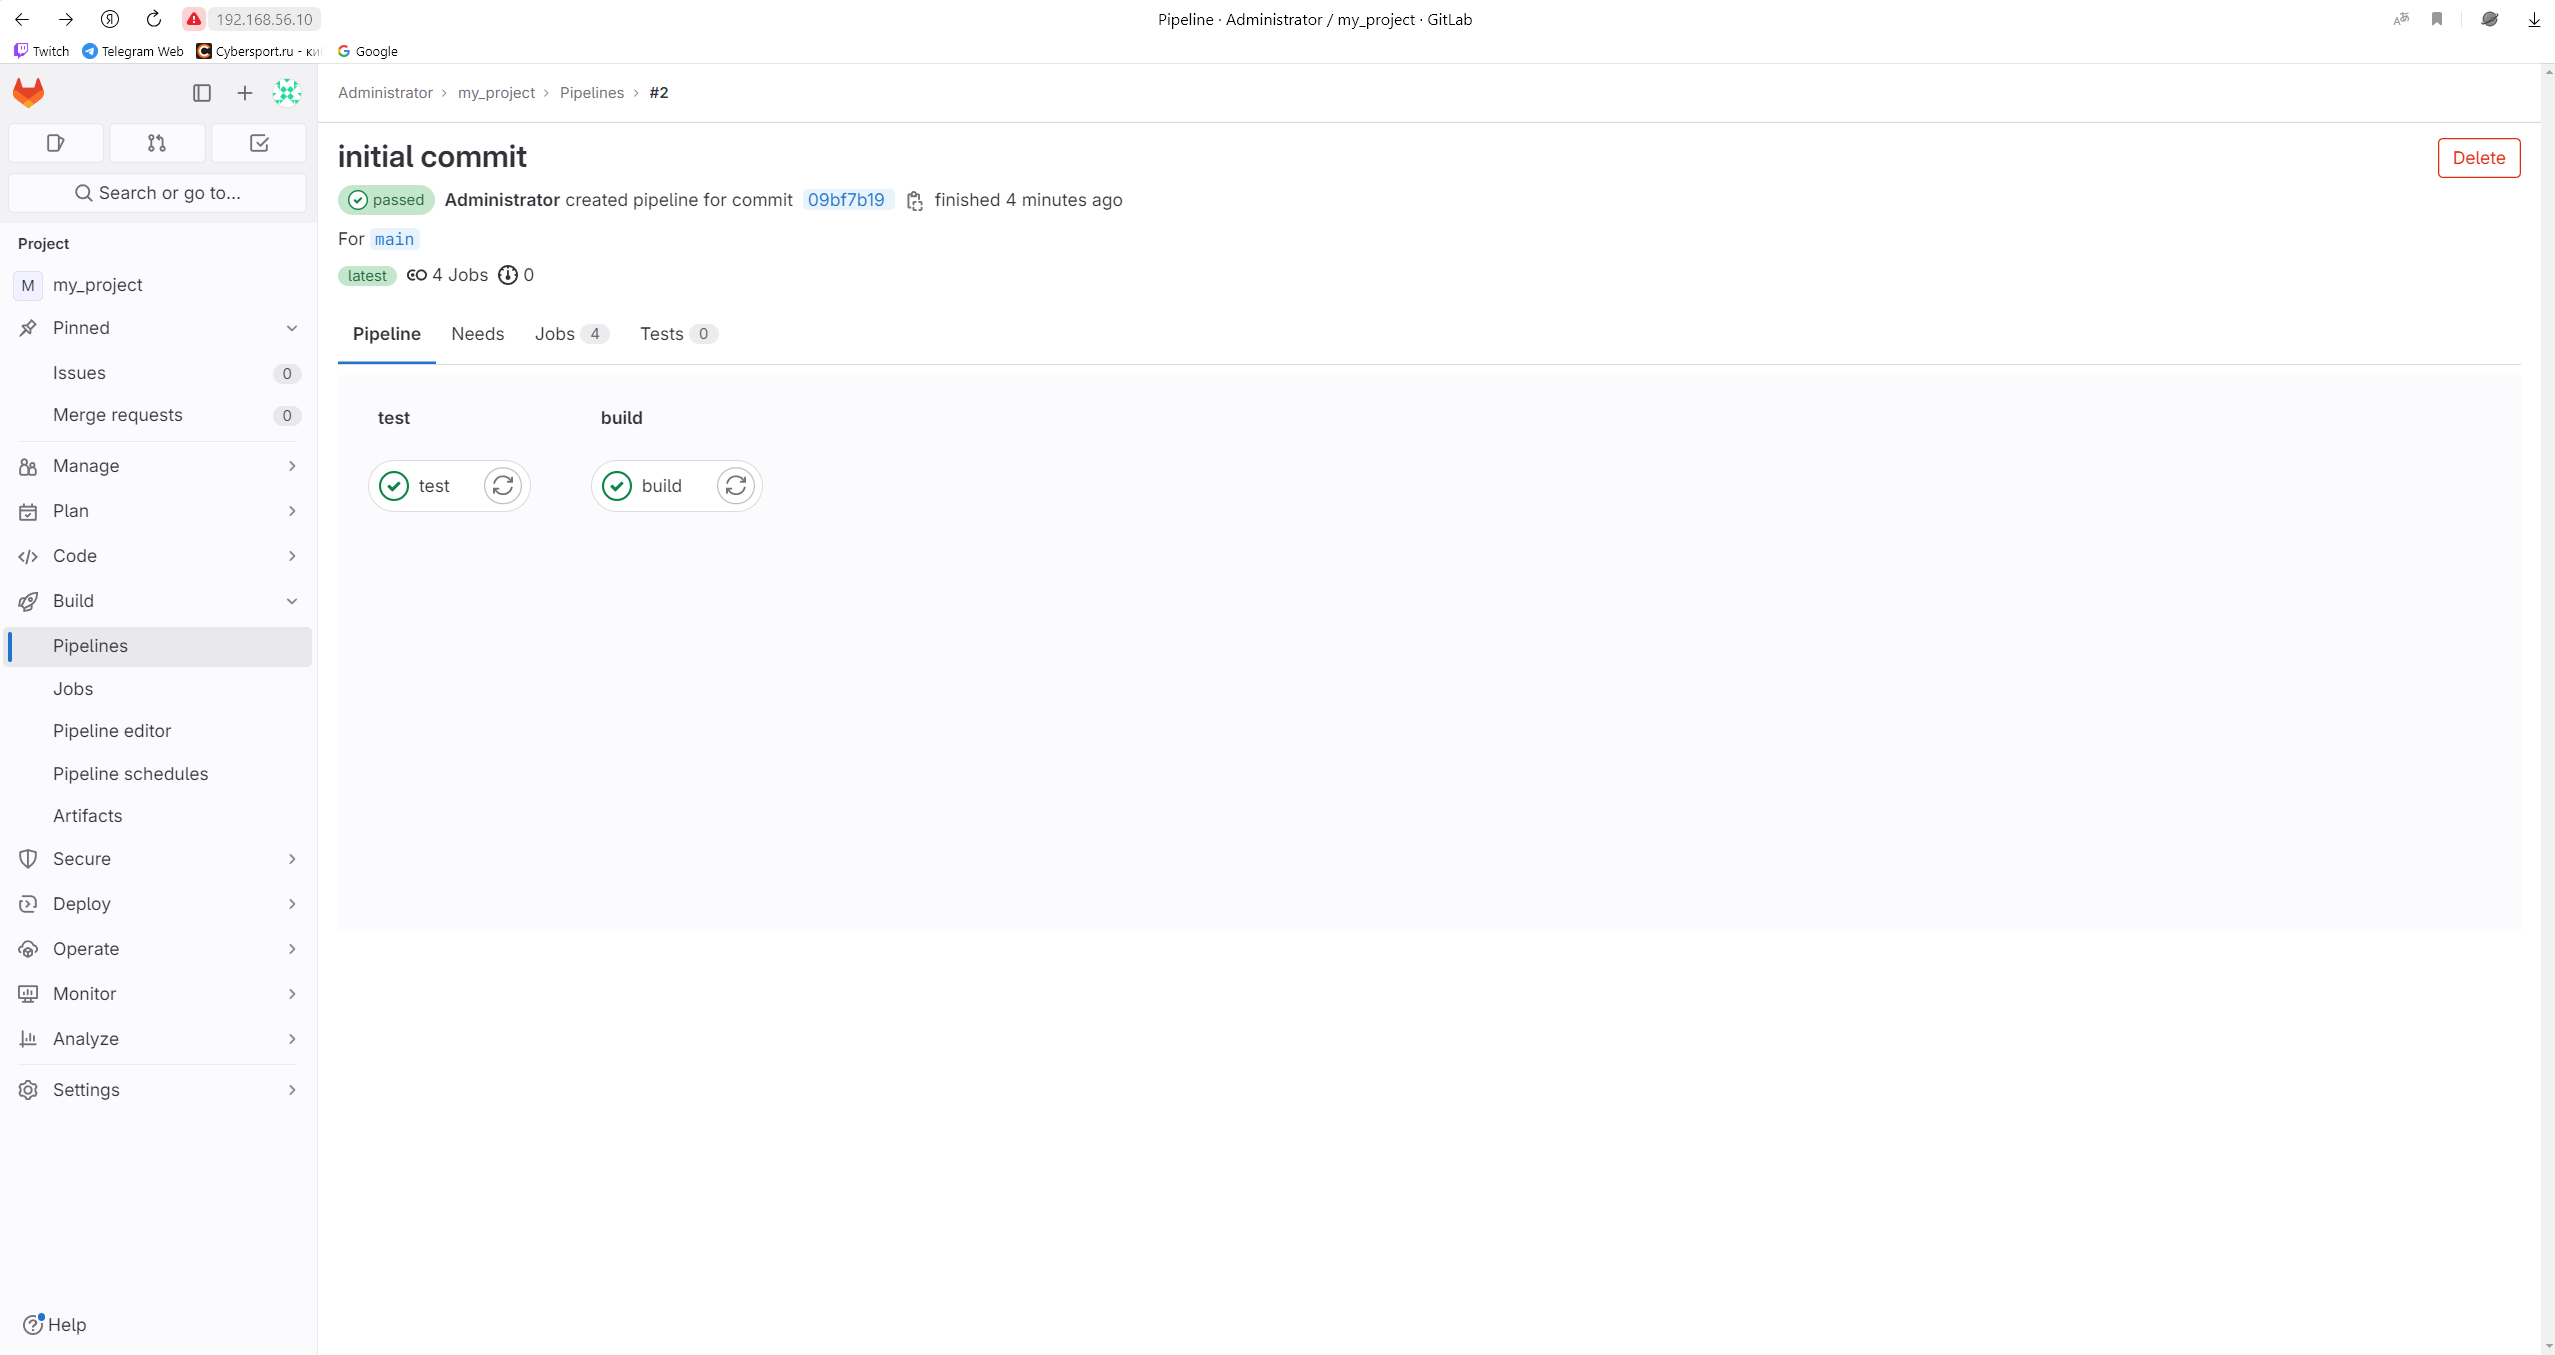 192.168.56.10
Pipeline · Administrator / my_project · GitLab
Twitch
Telegram Web
Cybersport.ru - ки
Google
Administrator › my_project › Pipelines › #2
Search or go to...
Project
M my_project
Pinned
Issues 0
Merge requests 0
Manage
Plan
Code
Build
Pipelines
Jobs
Pipeline editor
Pipeline schedules
Artifacts
Secure
Deploy
Operate
Monitor
Analyze
Settings
Help
initial commit
Delete
passed Administrator created pipeline for commit 09bf7b19 finished 4 minutes ago
For main
latest 4 Jobs 0
Pipeline Needs Jobs 4 Tests 0
test build
test build